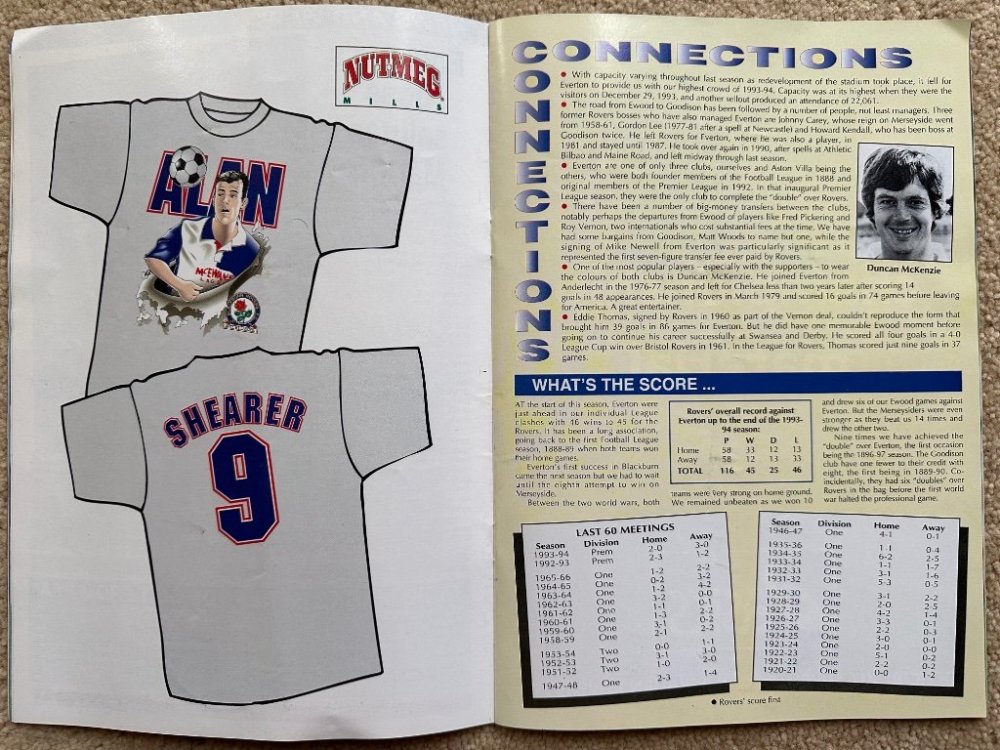 NUTMEG
MILLS
ALAN
McEWAN'S
LAGER
SHEARER
9
CONNECTIONS
CONNECTIONS
• With capacity varying throughout last season as redevelopment of the stadium took place, it fell for
Everton to provide us with our highest crowd of 1993-94. Capacity was at its highest when they were the
visitors on December 29, 1993, and another sellout produced an attendance of 22,061.
• The road from Ewood to Goodison has been followed by a number of people, not least managers. Three
former Rovers bosses who have also managed Everton are Johnny Carey, whose reign on Merseyside went
from 1958-61, Gordon Lee (1977-81 after a spell at Newcastle) and Howard Kendall, who has been boss at
Goodison twice. He left Rovers for Everton, where he was also a player, in
1981 and stayed until 1987. He took over again in 1990, after spells at Athletic
Bilbao and Maine Road, and left midway through last season.
• Everton are one of only three clubs, ourselves and Aston Villa being the
others, who were both founder members of the Football League in 1888 and
original members of the Premier League in 1992. In that inaugural Premier
League season, they were the only club to complete the "double" over Rovers.
• There have been a number of big-money transfers between the clubs,
notably perhaps the departures from Ewood of players like Fred Pickering and
Roy Vernon, two internationals who cost substantial fees at the time. We have
had some bargains from Goodison, Matt Woods to name but one, while the
signing of Mike Newell from Everton was particularly significant as it
represented the first seven-figure transfer fee ever paid by Rovers.
• One of the most popular players – especially with the supporters – to wear
the colours of both clubs is Duncan McKenzie. He joined Everton from
Anderlecht in the 1976-77 season and left for Chelsea less than two years later after scoring 14
goals in 48 appearances. He joined Rovers in March 1979 and scored 16 goals in 74 games before leaving
for America. A great entertainer.
• Eddie Thomas, signed by Rovers in 1960 as part of the Vernon deal, couldn't reproduce the form that
brought him 39 goals in 86 games for Everton. But he did have one memorable Ewood moment before
going on to continue his career successfully at Swansea and Derby. He scored all four goals in a 4-0
League Cup win over Bristol Rovers in 1961. In the League for Rovers, Thomas scored just nine goals in 37
games.
Duncan McKenzie
WHAT'S THE SCORE ...
AT the start of this season, Everton were
just ahead in our individual League
clashes with 46 wins to 45 for the
Rovers. It has been a long association,
going back to the first Football League
season, 1888-89 when both teams won
their home games.
Everton's first success in Blackburn
came the next season but we had to wait
until the eighth attempt to win on
Merseyside.
Between the two world wars, both
Rovers' overall record against
Everton up to the end of the 1993-
94 season:
P W D L
Home 58 33 12 13
Away 58 12 13 33
TOTAL 116 45 25 46
teams were very strong on home ground.
We remained unbeaten as we won 10
and drew six of our Ewood games against
Everton. But the Merseysiders were even
stronger as they beat us 14 times and
drew the other two.
Nine times we have achieved the
"double" over Everton, the first occasion
being the 1896-97 season. The Goodison
club have one fewer to their credit with
eight, the first being in 1889-90. Co-
incidentally, they had six "doubles" over
Rovers in the bag before the first world
war halted the professional game.
LAST 60 MEETINGS
Season Division Home Away
1993-94 Prem 2-0 3-0
1992-93 Prem 2-3 1-2
1965-66 One 1-2 2-2
1964-65 One 0-2 3-2
1963-64 One 1-2 4-2
1962-63 One 3-2 0-0
1961-62 One 1-1 0-1
1960-61 One 1-3 2-2
1959-60 One 3-1 0-2
1958-59 One 2-1 2-2
1953-54 Two 0-0 1-1
1952-53 Two 3-1 3-0
1951-52 Two 1-0 2-0
1947-48 One 2-3 1-4
Season Division Home Away
1946-47 One 4-1 0-1
1935-36 One 1-1 0-4
1934-35 One 6-2 2-5
1933-34 One 1-1 1-7
1932-33 One 3-1 1-6
1931-32 One 5-3 0-5
1929-30 One 3-1 2-2
1928-29 One 2-0 2-5
1927-28 One 4-2 1-4
1926-27 One 3-3 0-1
1925-26 One 2-2 0-3
1924-25 One 3-0 0-1
1923-24 One 2-0 0-0
1922-23 One 5-1 0-2
1921-22 One 2-2 0-2
1920-21 One 0-0 1-2
• Rovers' score first